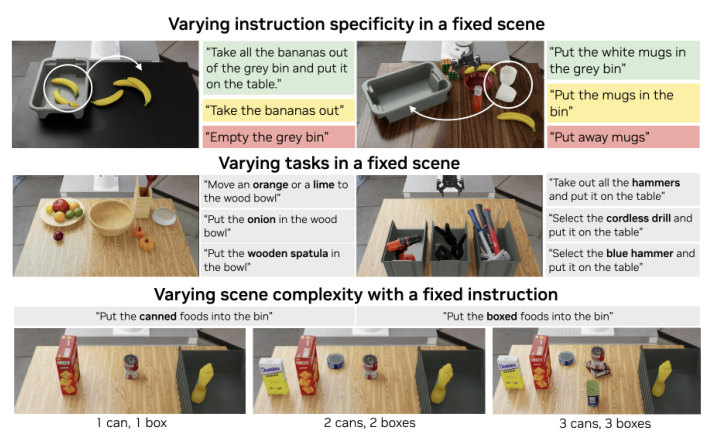 Varying instruction specificity in a fixed scene
“Take all the bananas out
of the grey bin and put it
on the table.”
“Take the bananas out”
“Empty the grey bin”
“Put the white mugs in
the grey bin”
“Put the mugs in the
bin”
“Put away mugs”
Varying tasks in a fixed scene
“Move an orange or a lime to
the wood bowl”
“Put the onion in the wood
bowl”
“Put the wooden spatula in
the bowl”
“Take out all the hammers
and put it on the table”
“Select the cordless drill and
put it on the table”
“Select the blue hammer and
put it on the table”
Varying scene complexity with a fixed instruction
“Put the canned foods into the bin”
“Put the boxed foods into the bin”
Domino
1 can, 1 box
2 cans, 2 boxes
3 cans, 3 boxes